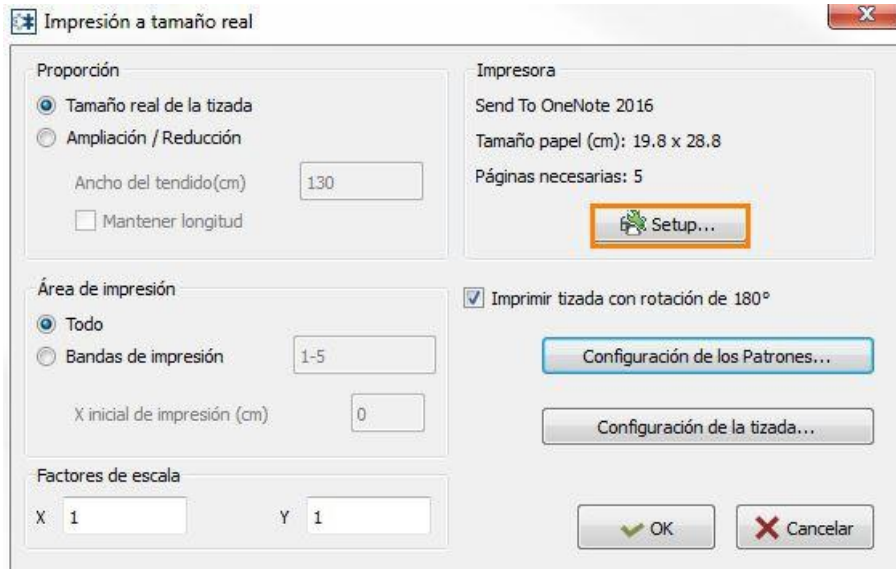 Impresión a tamaño real
Proporción
Tamaño real de la tizada
Ampliación / Reducción
Ancho del tendido(cm)
130
Mantener longitud
Impresora
Send To OneNote 2016
Tamaño papel (cm): 19.8 x 28.8
Páginas necesarias: 5
Setup...
Área de impresión
Todo
Bandas de impresión
1-5
X inicial de impresión (cm)
0
Imprimir tizada con rotación de 180°
Configuración de los Patrones...
Configuración de la tizada...
Factores de escala
X 1
Y 1
OK
Cancelar